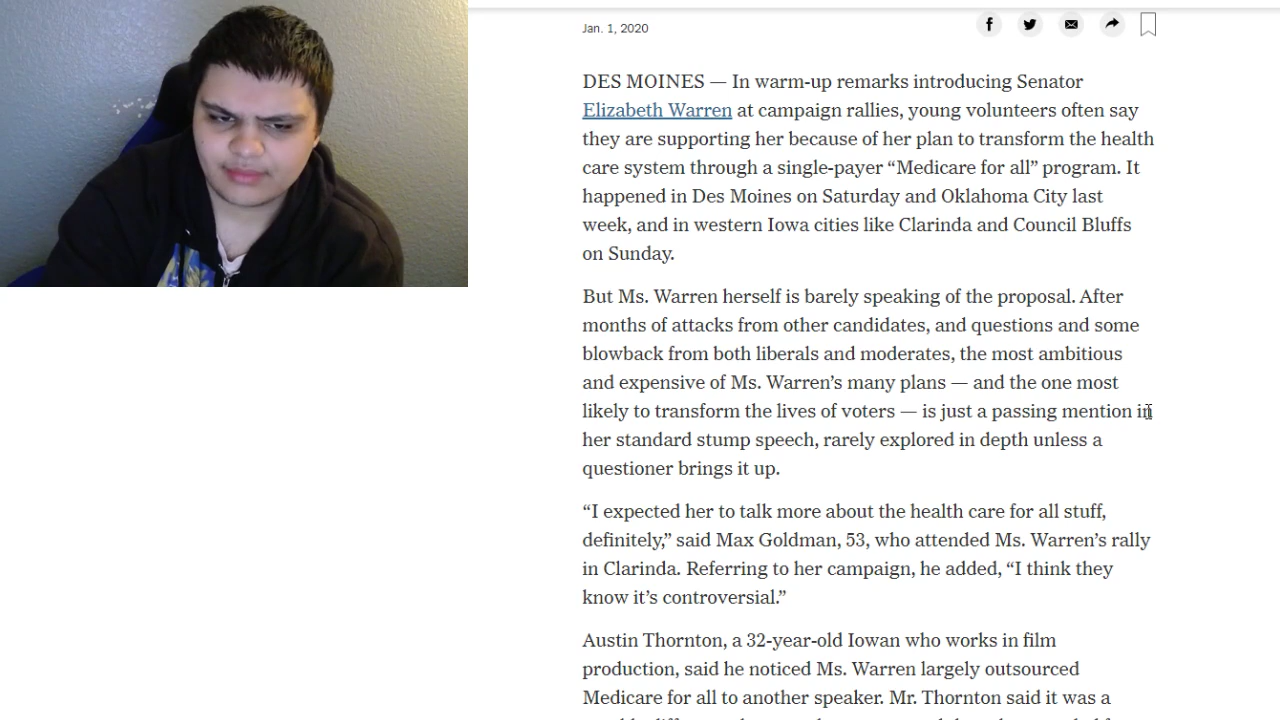 Jan. 1, 2020
DES MOINES — In warm-up remarks introducing Senator
Elizabeth Warren at campaign rallies, young volunteers often say
they are supporting her because of her plan to transform the health
care system through a single-payer “Medicare for all” program. It
happened in Des Moines on Saturday and Oklahoma City last
week, and in western Iowa cities like Clarinda and Council Bluffs
on Sunday.
But Ms. Warren herself is barely speaking of the proposal. After
months of attacks from other candidates, and questions and some
blowback from both liberals and moderates, the most ambitious
and expensive of Ms. Warren’s many plans — and the one most
likely to transform the lives of voters — is just a passing mention in
her standard stump speech, rarely explored in depth unless a
questioner brings it up.
“I expected her to talk more about the health care for all stuff,
definitely,” said Max Goldman, 53, who attended Ms. Warren’s rally
in Clarinda. Referring to her campaign, he added, “I think they
know it’s controversial.”
Austin Thornton, a 32-year-old Iowan who works in film
production, said he noticed Ms. Warren largely outsourced
Medicare for all to another speaker. Mr. Thornton said it was a